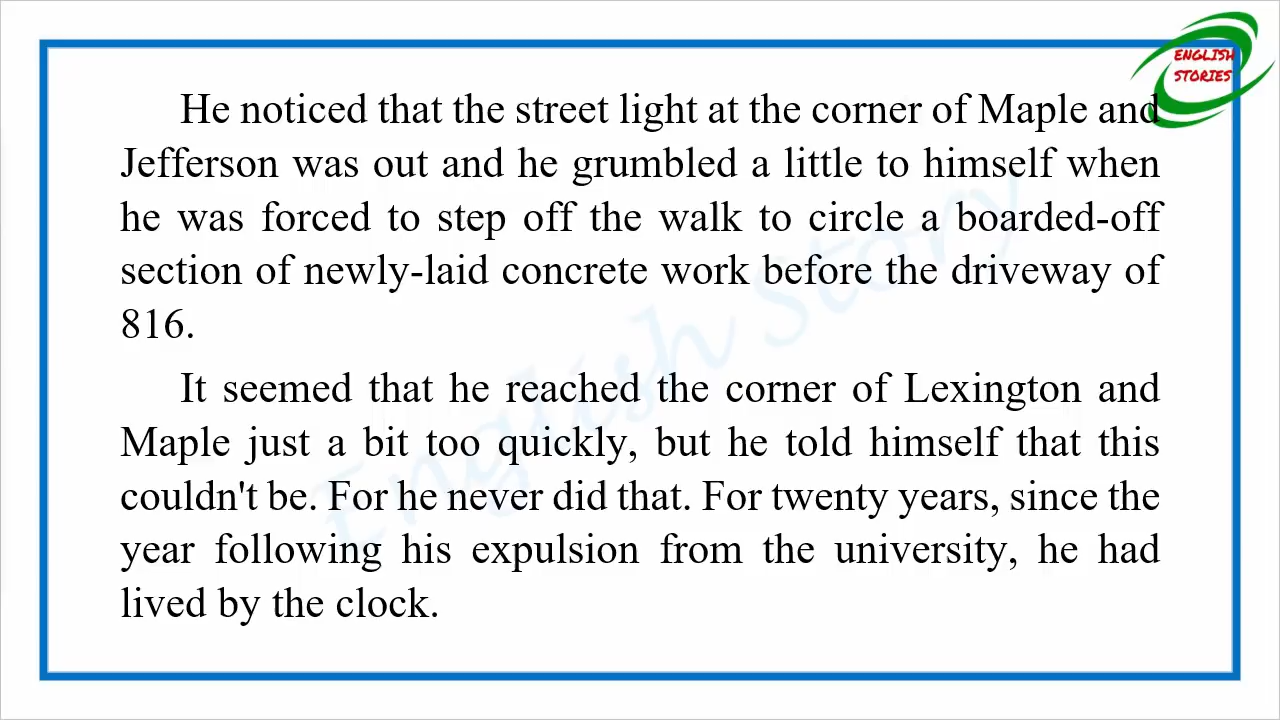 ENGLISH
STORIES
He noticed that the street light at the corner of Maple and
Jefferson was out and he grumbled a little to himself when
he was forced to step off the walk to circle a boarded-off
section of newly-laid concrete work before the driveway of
816.
It seemed that he reached the corner of Lexington and
Maple just a bit too quickly, but he told himself that this
couldn't be. For he never did that. For twenty years, since the
year following his expulsion from the university, he had
lived by the clock.
English Story